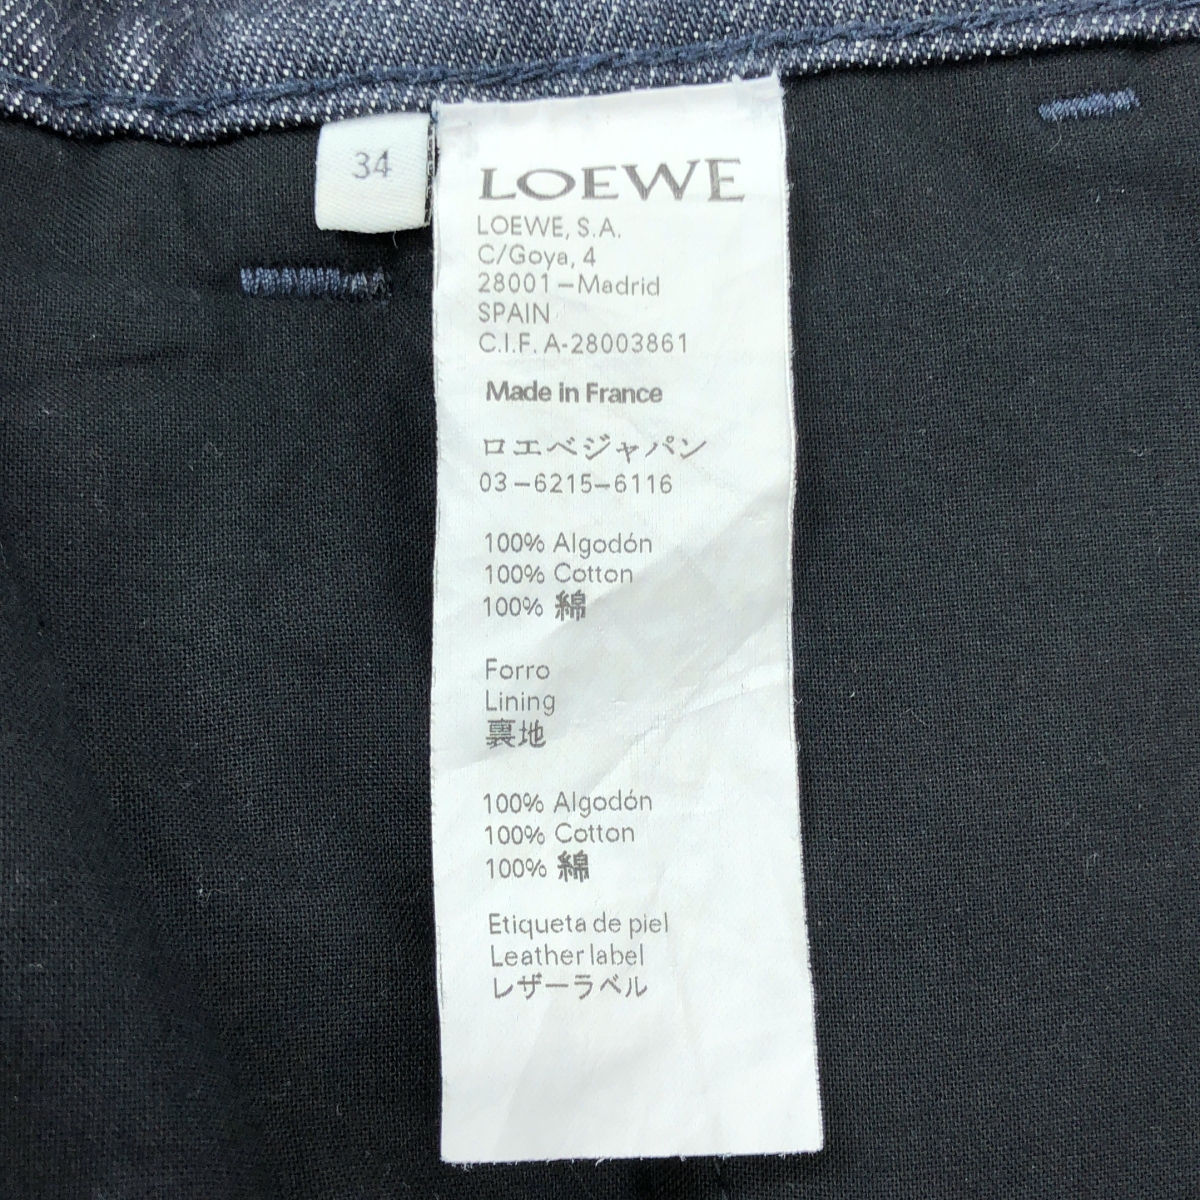 34
LOEWE
LOEWE, S.A.
C/Goya, 4
28001 – Madrid
SPAIN
C.I.F. A-28003861
Made in France
ロエベジャパン
03–6215–6116
100% Algodón
100% Cotton
100% 綿
Forro
Lining
裏地
100% Algodón
100% Cotton
100% 綿
Etiqueta de piel
Leather label
レザーラベル